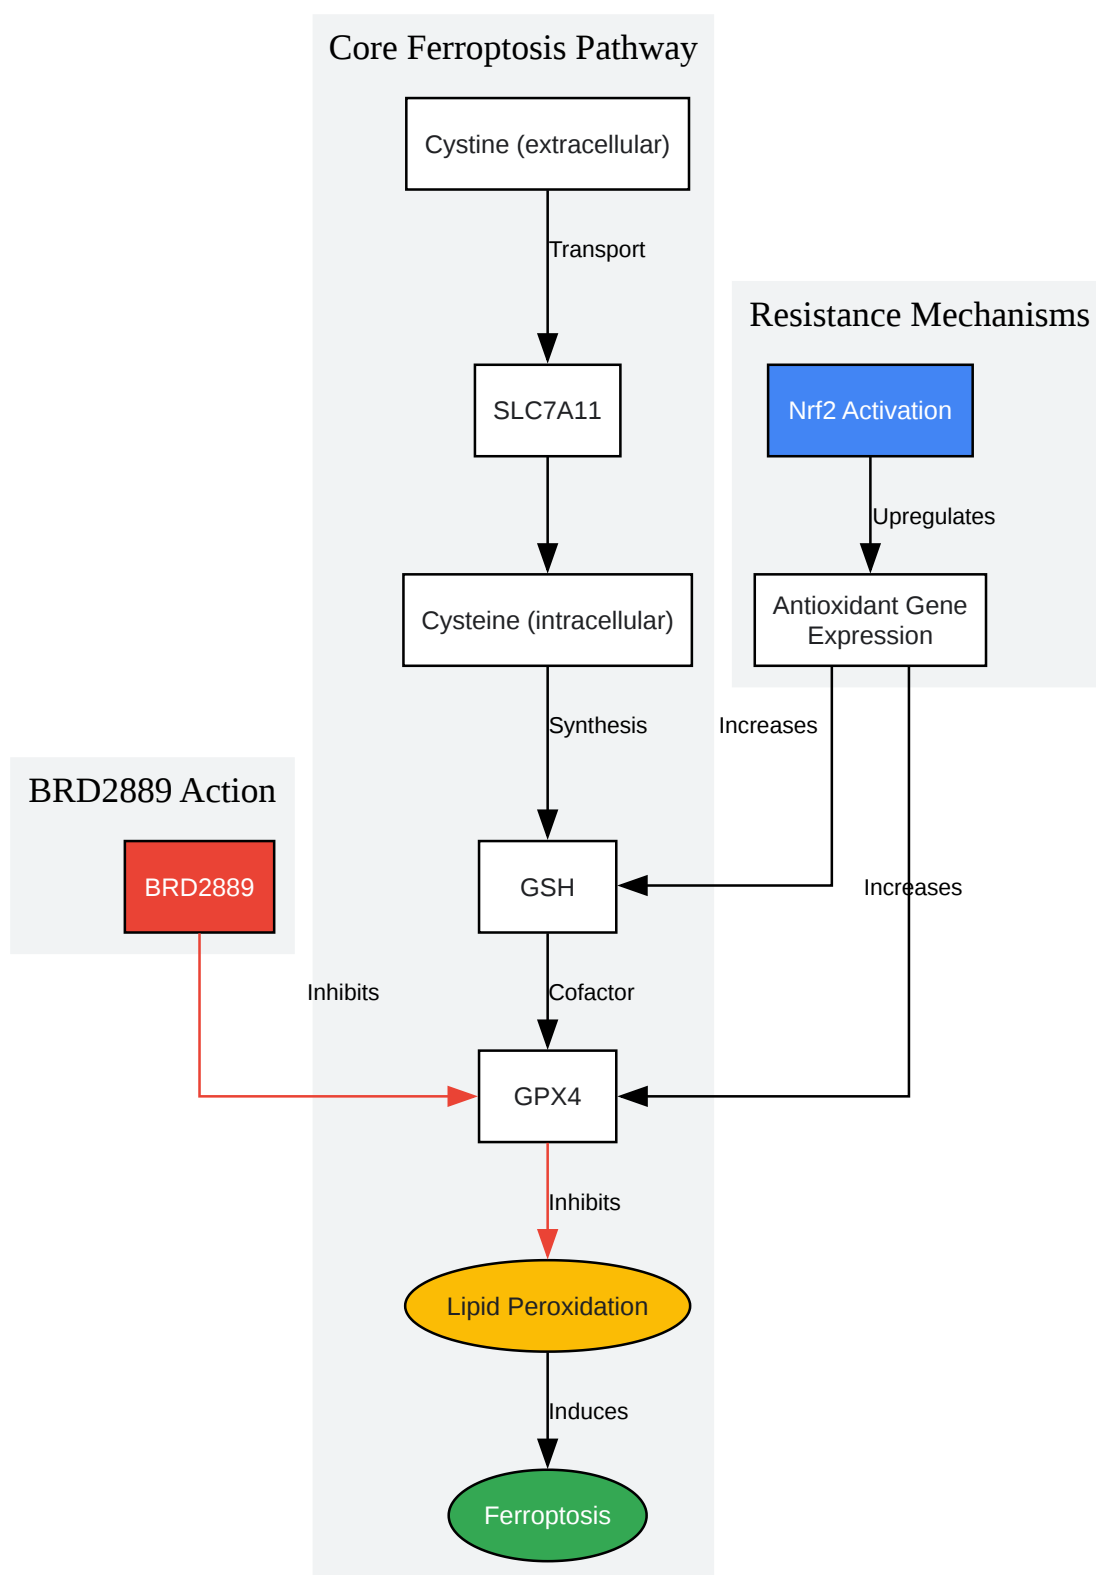 Core Ferroptosis Pathway
Cystine (extracellular)
Transport
Resistance Mechanisms
SLC7A11
Nrf2 Activation
Upregulates
Cysteine (intracellular)
Antioxidant Gene
Expression
Synthesis
Increases
BRD2889 Action
BRD2889
GSH
Increases
Inhibits
Cofactor
GPX4
Inhibits
Lipid Peroxidation
Induces
Ferroptosis